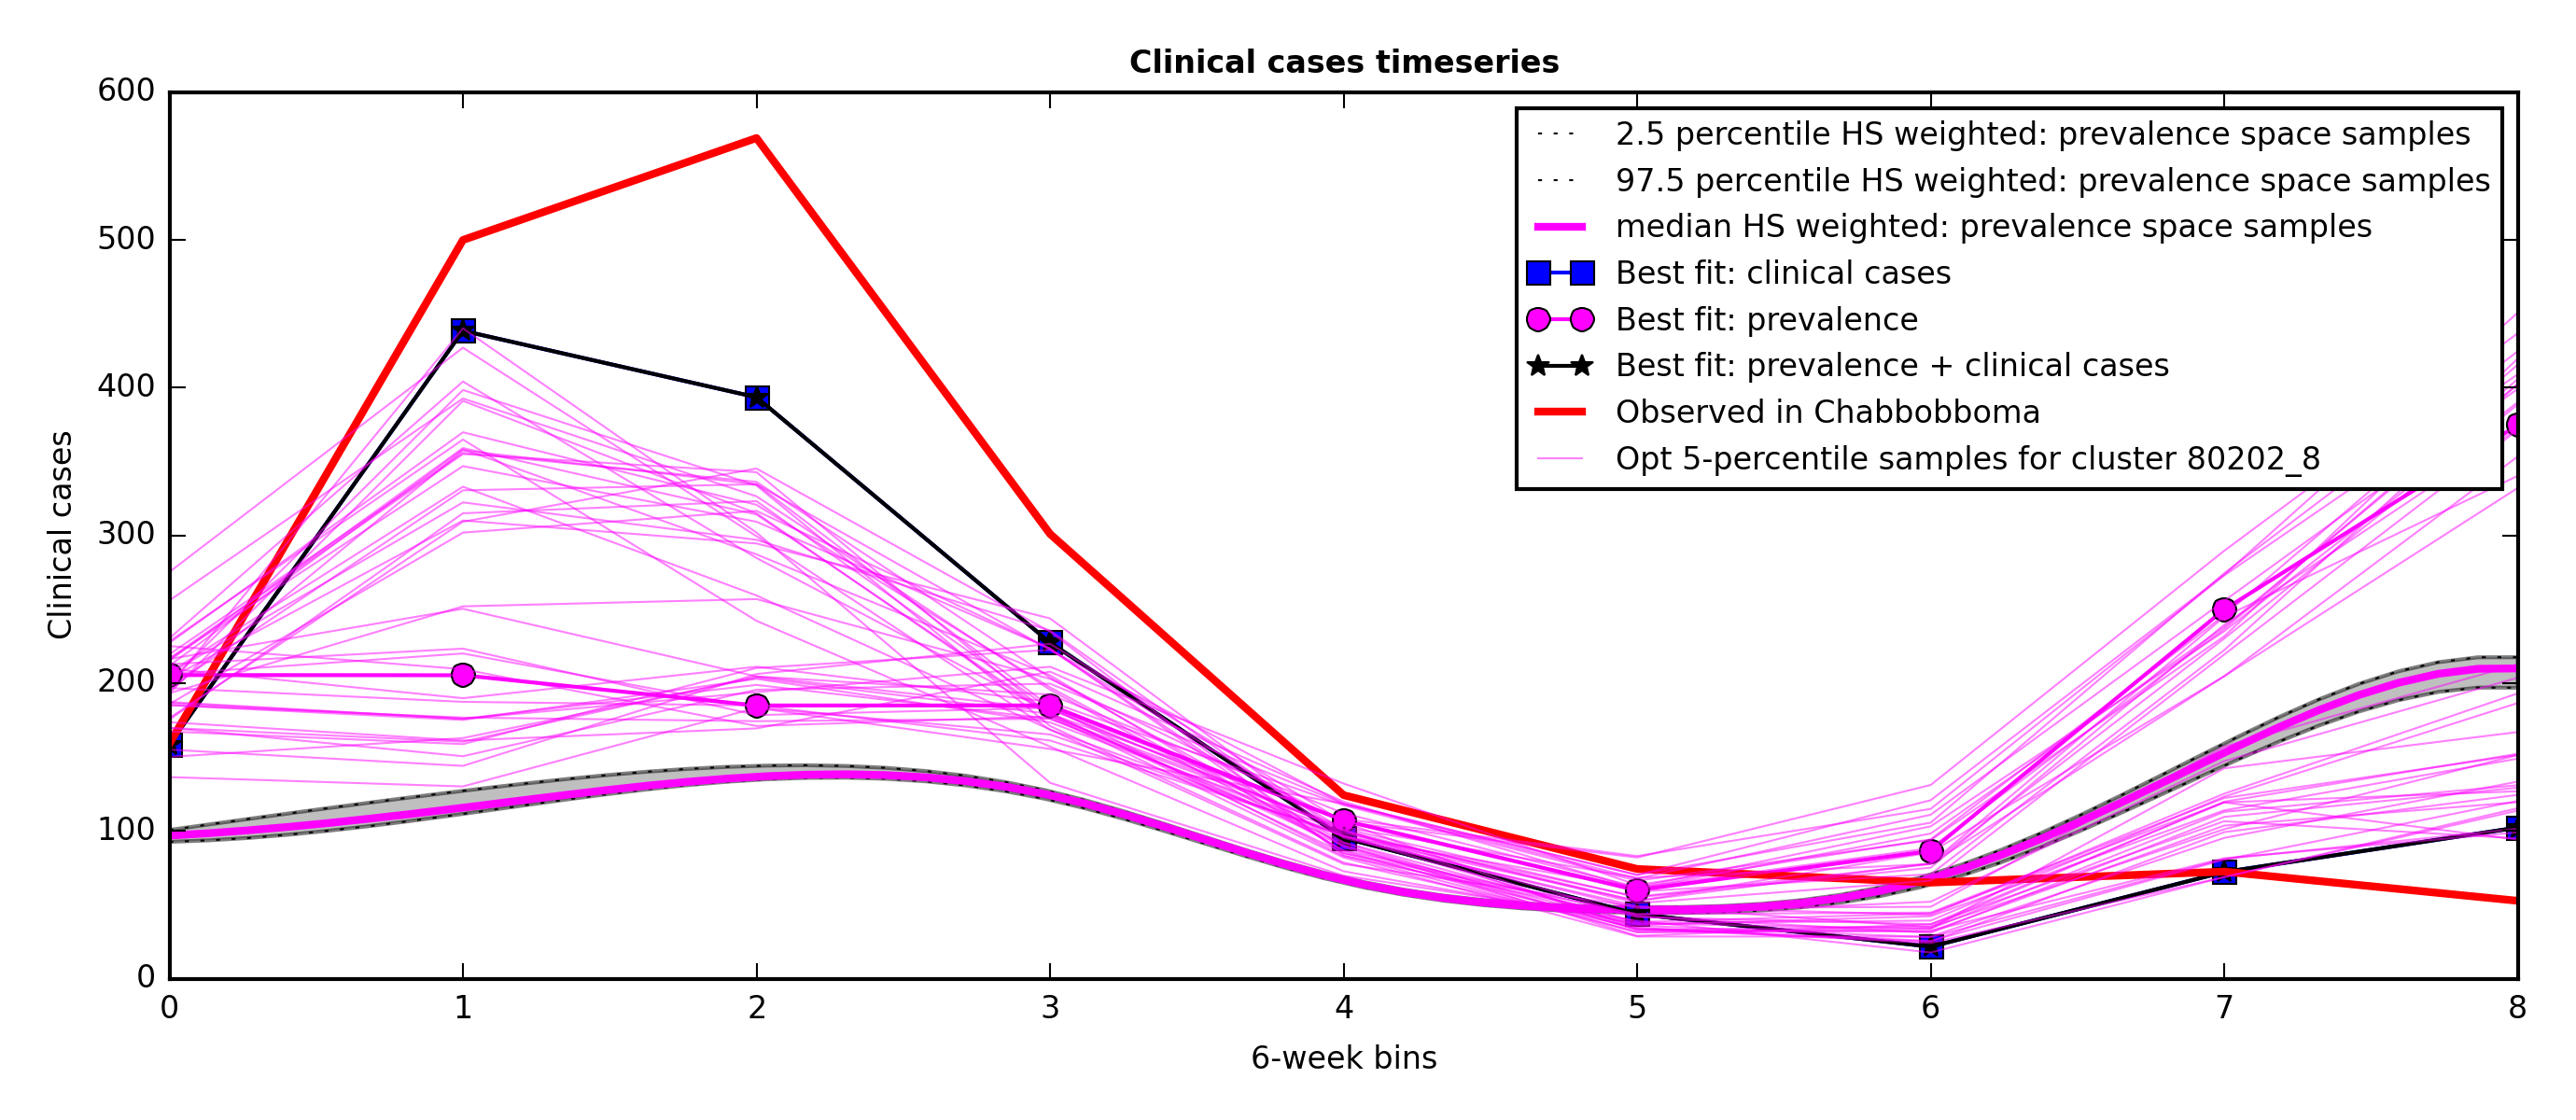 Clinical cases timeseries
600
500
400
300
200
100
0
Clinical cases
2.5 percentile HS weighted: prevalence space samples
97.5 percentile HS weighted: prevalence space samples
median HS weighted: prevalence space samples
Best fit: clinical cases
Best fit: prevalence
Best fit: prevalence + clinical cases
Observed in Chabbobboma
Opt 5-percentile samples for cluster 80202_8
0 1 2 3 4 5 6 7 8
6-week bins